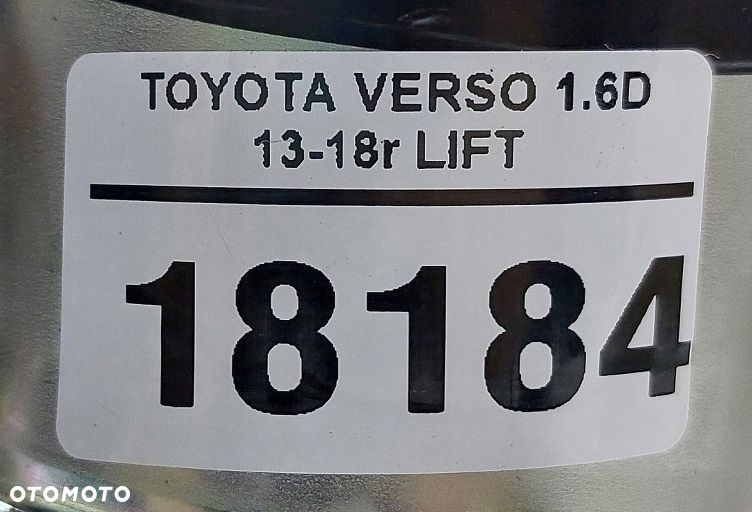 TOYOTA VERSO 1.6D
13-18r LIFT
18184
OTOMOTO